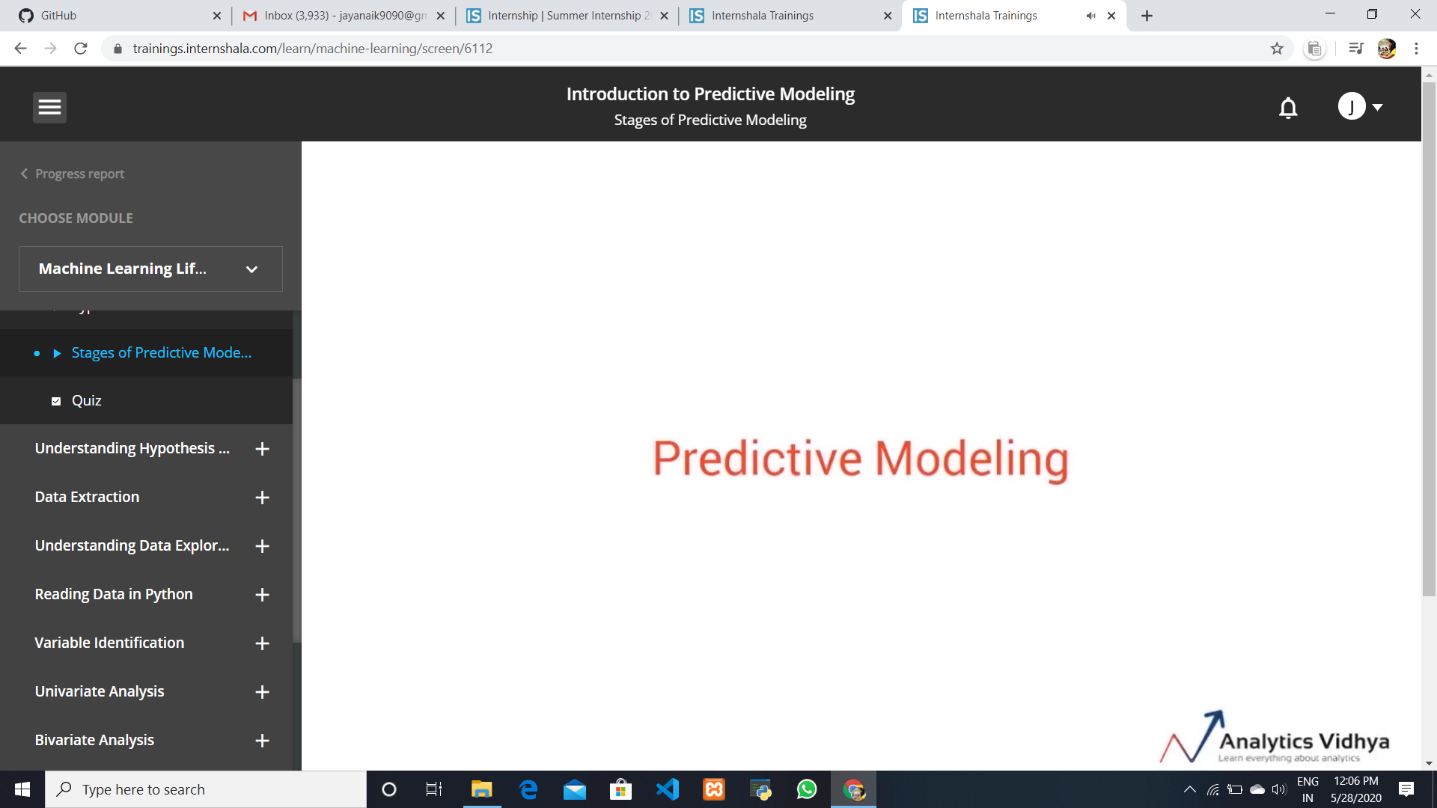 GitHub
Inbox (3,933) - jayanaik9090@gm
Internship | Summer Internship 2
Internshala Trainings
Internshala Trainings
trainings.internshala.com/learn/machine-learning/screen/6112
Introduction to Predictive Modeling
Stages of Predictive Modeling
J
Progress report
CHOOSE MODULE
Machine Learning Lif...
Stages of Predictive Mode...
Quiz
Understanding Hypothesis ...
Data Extraction
Understanding Data Explor...
Reading Data in Python
Variable Identification
Univariate Analysis
Bivariate Analysis
Predictive Modeling
Analytics Vidhya
Learn everything about analytics
Type here to search
ENG
IN
12:06 PM
5/28/2020